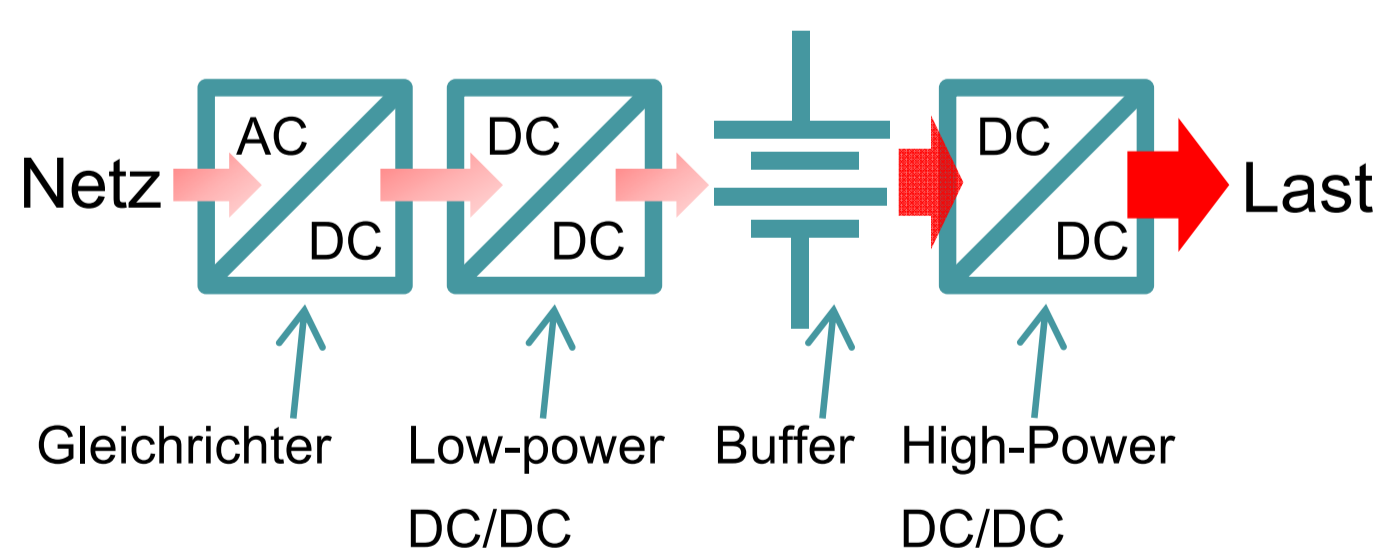 AC
DC
DC
DC
DC
DC
Netz
Last
Gleichrichter
Low-power
DC/DC
Buffer
High-Power
DC/DC